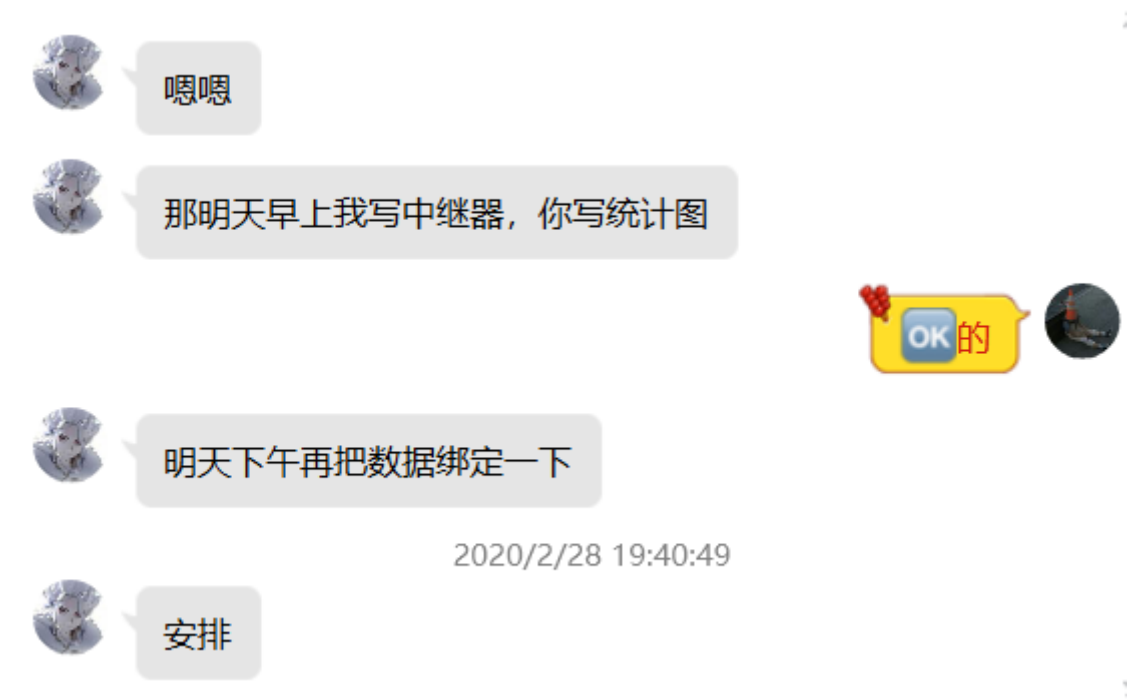 嗯嗯
那明天早上我写中继器，你写统计图
🆗的
明天下午再把数据绑定一下
2020/2/28 19:40:49
安排